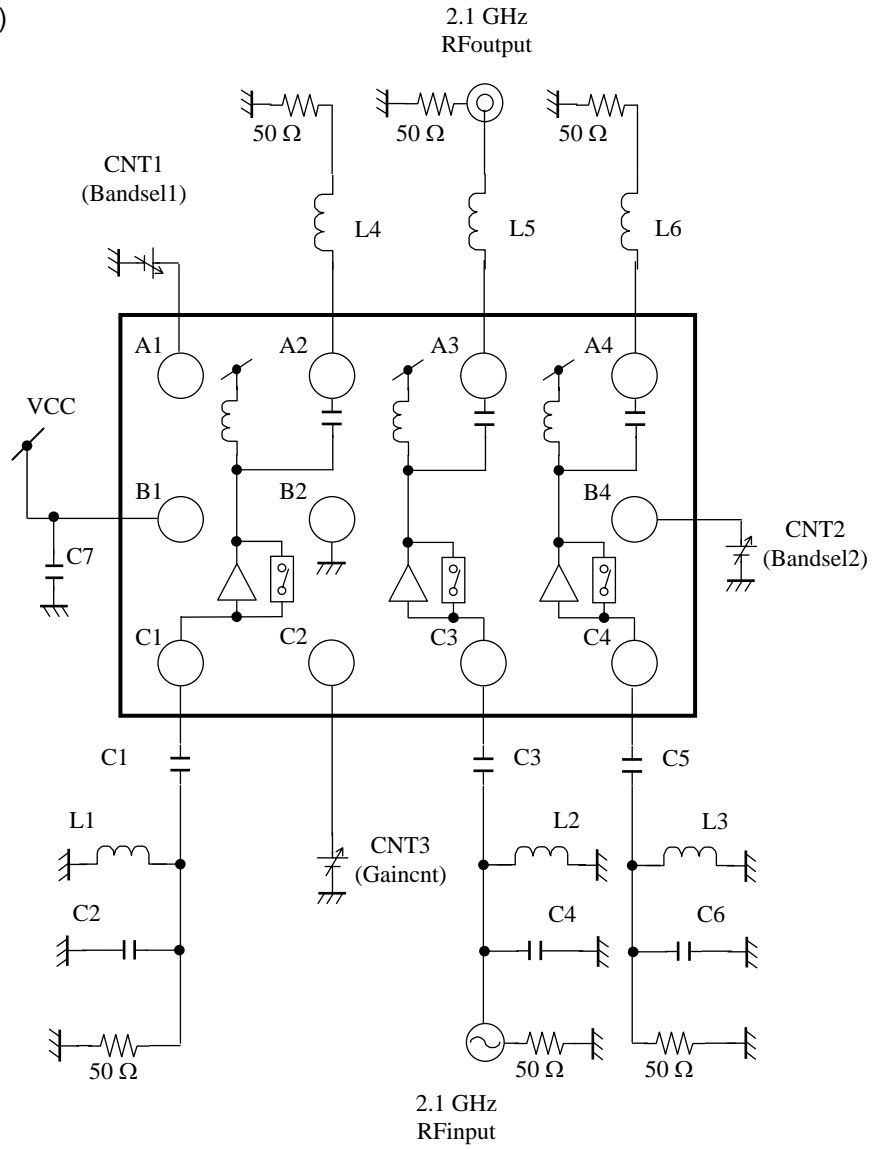 )
2.1 GHz
RFoutput
50 Ω
50 Ω
50 Ω
CNT1
(Bandsel1)
L4
L5
L6
A1
A2
A3
A4
VCC
B1
B2
B4
CNT2
(Bandsel2)
C7
C1
C2
C3
C4
C1
C3
C5
L1
L2
L3
CNT3
(Gaincnt)
C2
C4
C6
50 Ω
50 Ω
50 Ω
2.1 GHz
RFinput